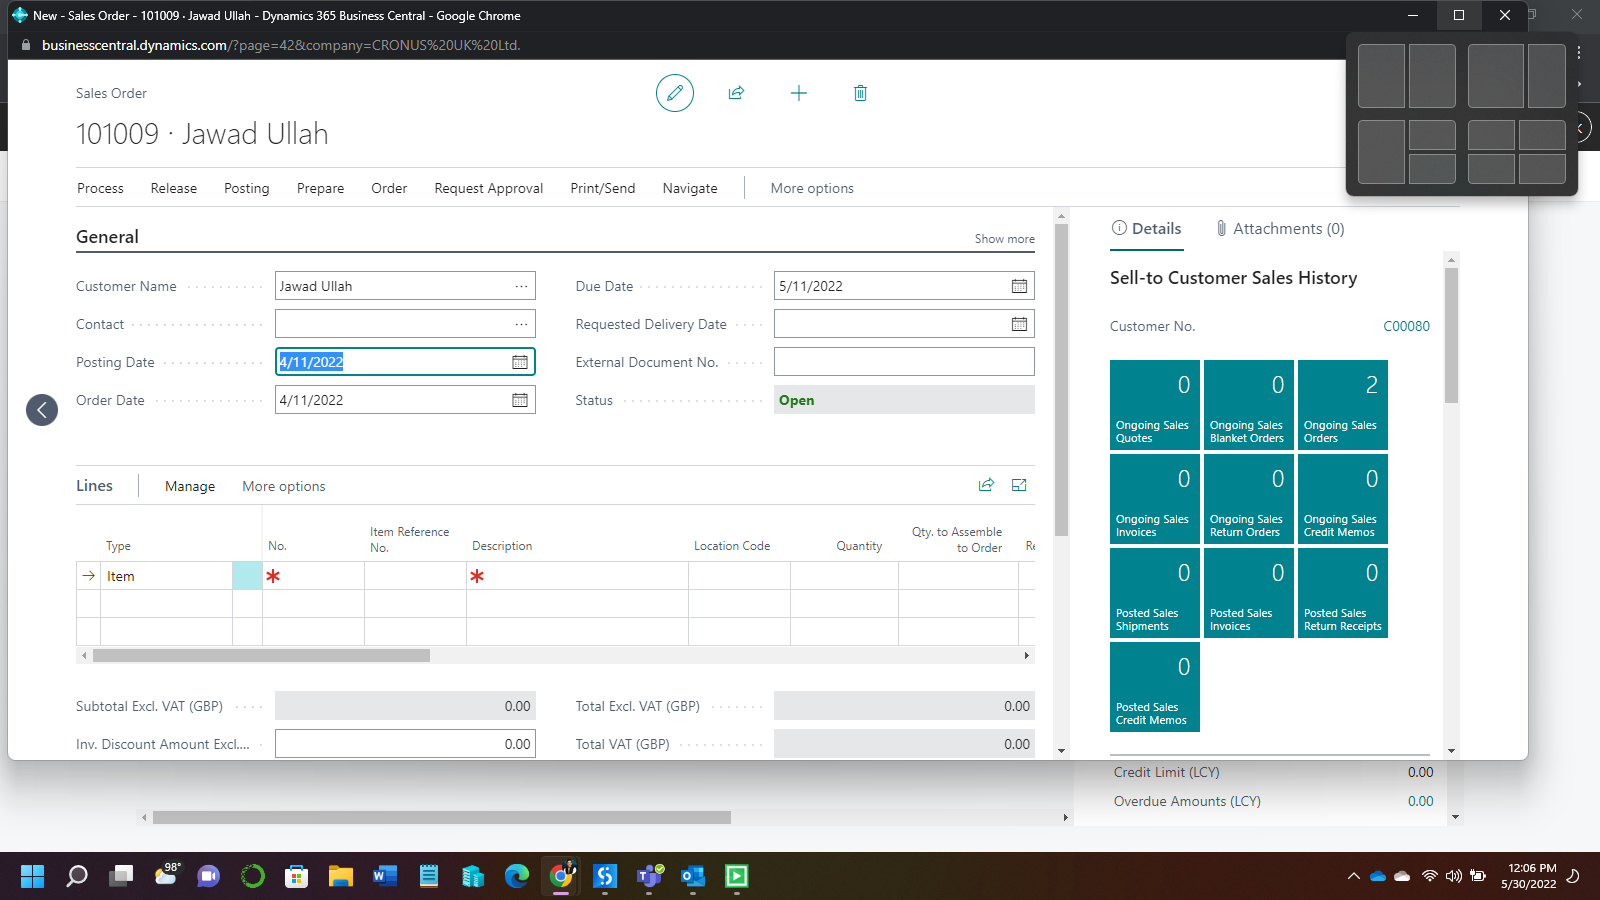 New - Sales Order - 101009 · Jawad Ullah - Dynamics 365 Business Central - Google Chrome
businesscentral.dynamics.com/?page=42&company=CRONUS%20UK%20Ltd.
Sales Order
101009 · Jawad Ullah
Process Release Posting Prepare Order Request Approval Print/Send Navigate More options
General Show more
Customer Name Jawad Ullah
Contact
Posting Date 4/11/2022
Order Date 4/11/2022
Due Date 5/11/2022
Requested Delivery Date
External Document No.
Status Open
Lines Manage More options
Type No. Item Reference No. Description Location Code Quantity Qty. to Assemble to Order Re
Item * *
Subtotal Excl. VAT (GBP) 0.00 Total Excl. VAT (GBP) 0.00
Inv. Discount Amount Excl.... 0.00 Total VAT (GBP) 0.00
Details Attachments (0)
Sell-to Customer Sales History
Customer No. C00080
0 Ongoing Sales Quotes
0 Ongoing Sales Blanket Orders
2 Ongoing Sales Orders
0 Ongoing Sales Invoices
0 Ongoing Sales Return Orders
0 Ongoing Sales Credit Memos
0 Posted Sales Shipments
0 Posted Sales Invoices
0 Posted Sales Return Receipts
0 Posted Sales Credit Memos
Credit Limit (LCY) 0.00
Overdue Amounts (LCY) 0.00
98°
12:06 PM
5/30/2022